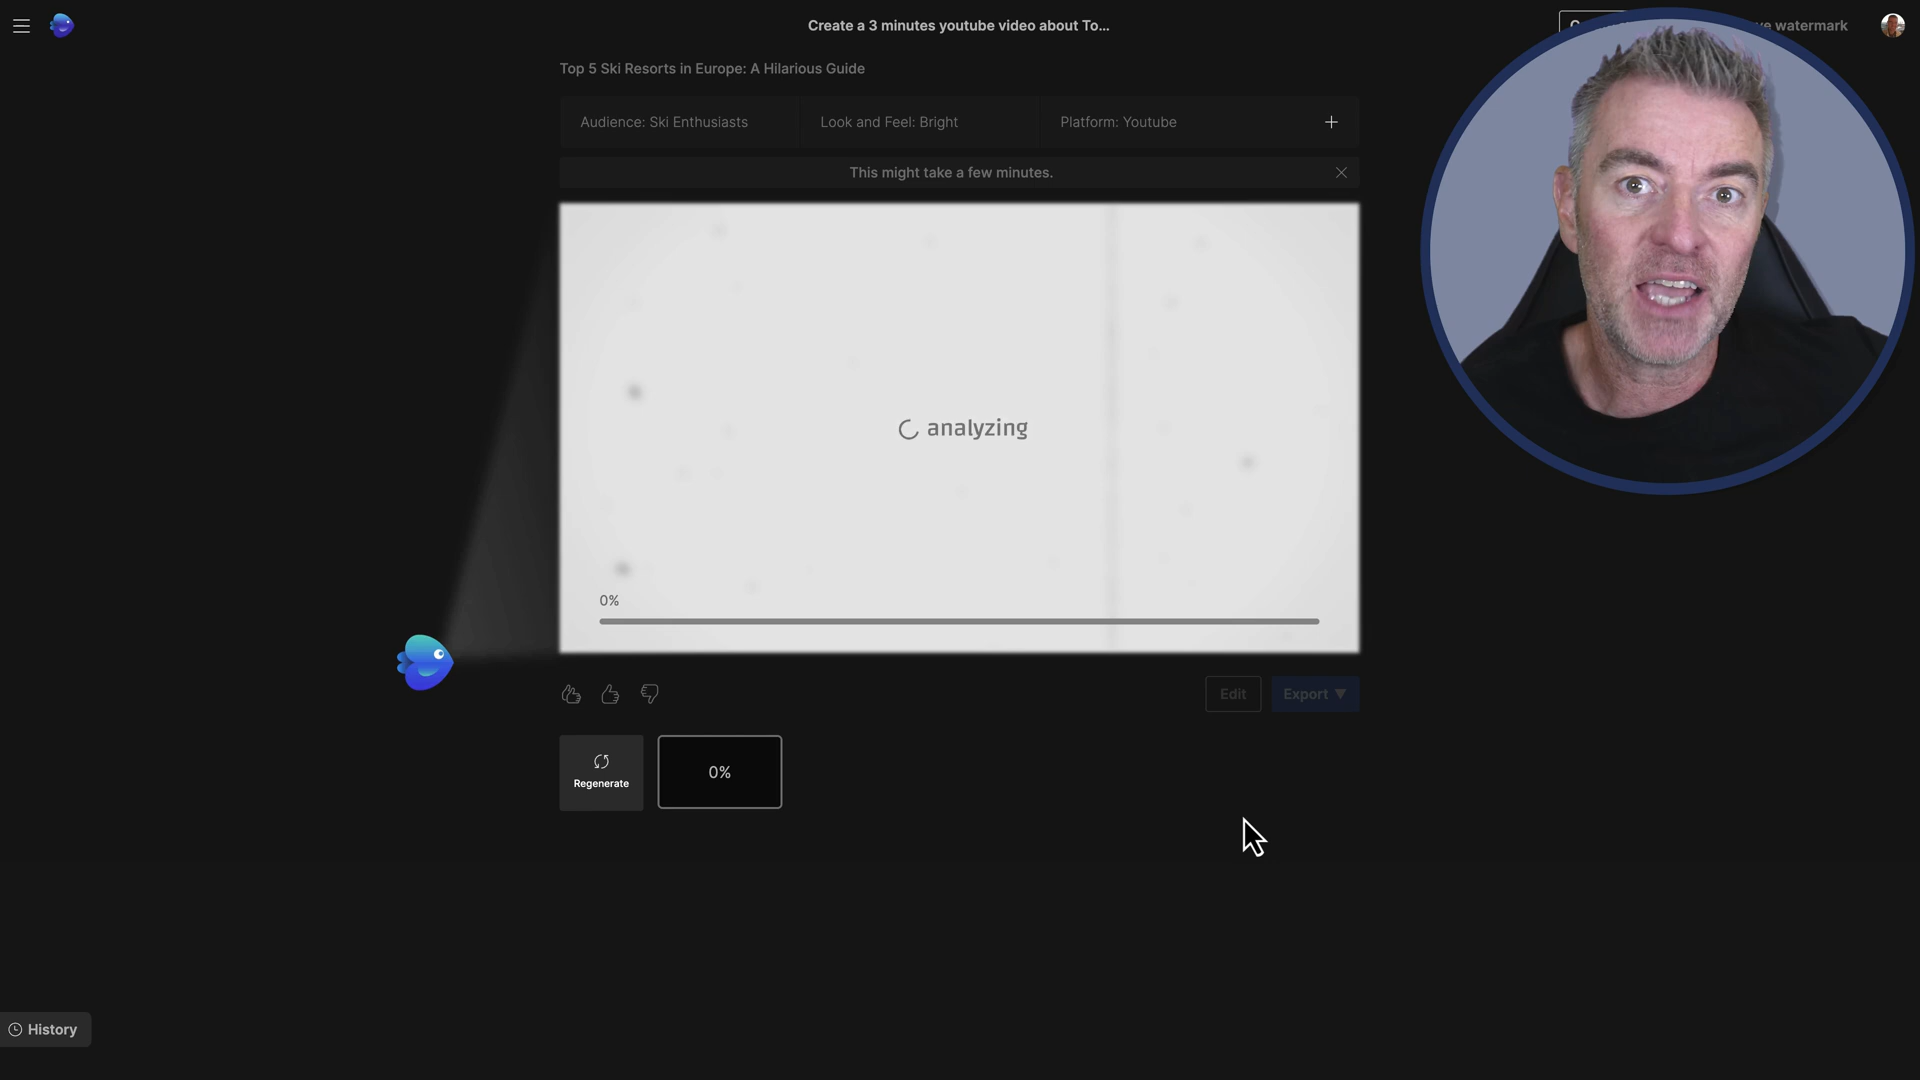 Create a 3 minutes youtube video about To...
watermark
Top 5 Ski Resorts in Europe: A Hilarious Guide
Audience: Ski Enthusiasts
Look and Feel: Bright
Platform: Youtube
This might take a few minutes.
analyzing
0%
Edit
Export
Regenerate
0%
History